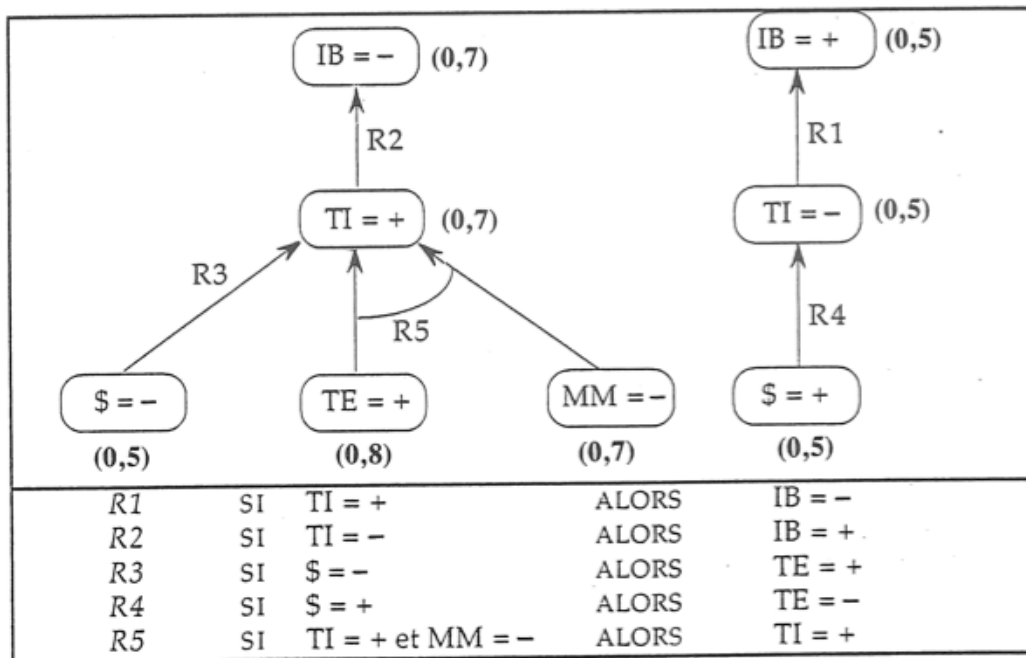 IB = − (0,7) IB = + (0,5)
R2 R1
TI = + (0,7) TI = − (0,5)
R3 R5 R4
$ = − TE = + MM = − $ = +
(0,5) (0,8) (0,7) (0,5)
R1 SI TI = + ALORS IB = −
R2 SI TI = − ALORS IB = +
R3 SI $ = − ALORS TE = +
R4 SI $ = + ALORS TE = −
R5 SI TI = + et MM = − ALORS TI = +